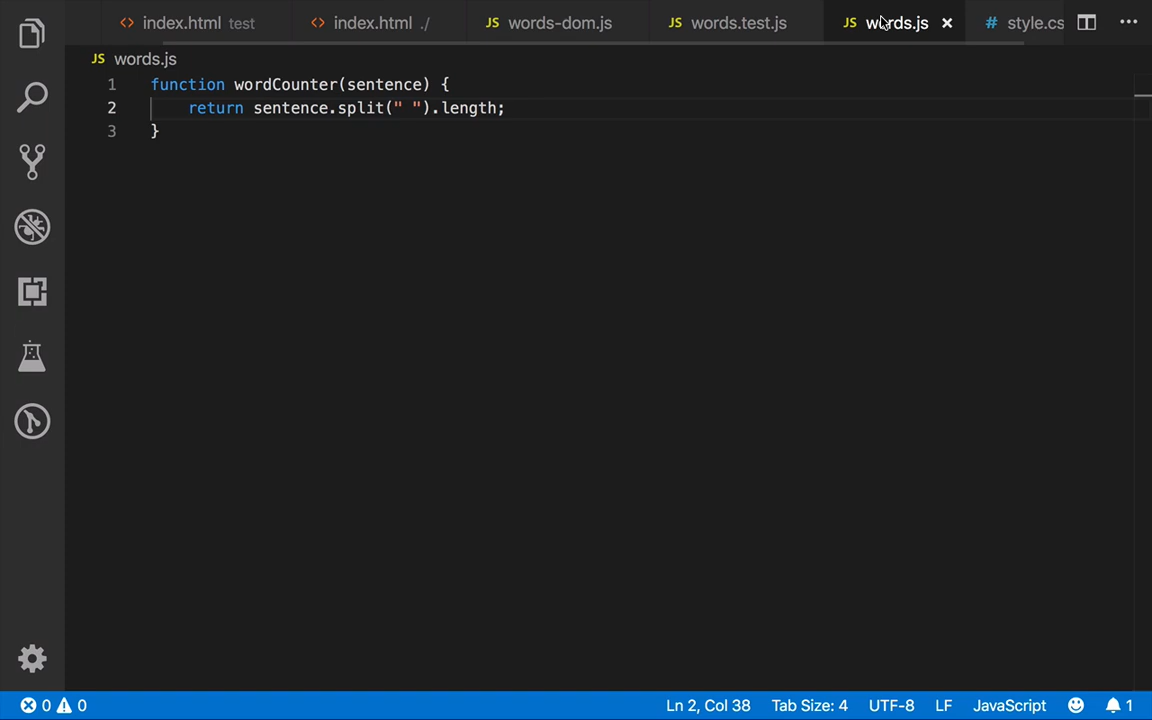 <> index.html test <> index.html ./ JS words-dom.js JS words.test.js JS words.js × # style.cs ...
JS words.js
1 function wordCounter(sentence) {
2 return sentence.split(" ").length;
3 }
0 0 Ln 2, Col 38 Tab Size: 4 UTF-8 LF JavaScript 1